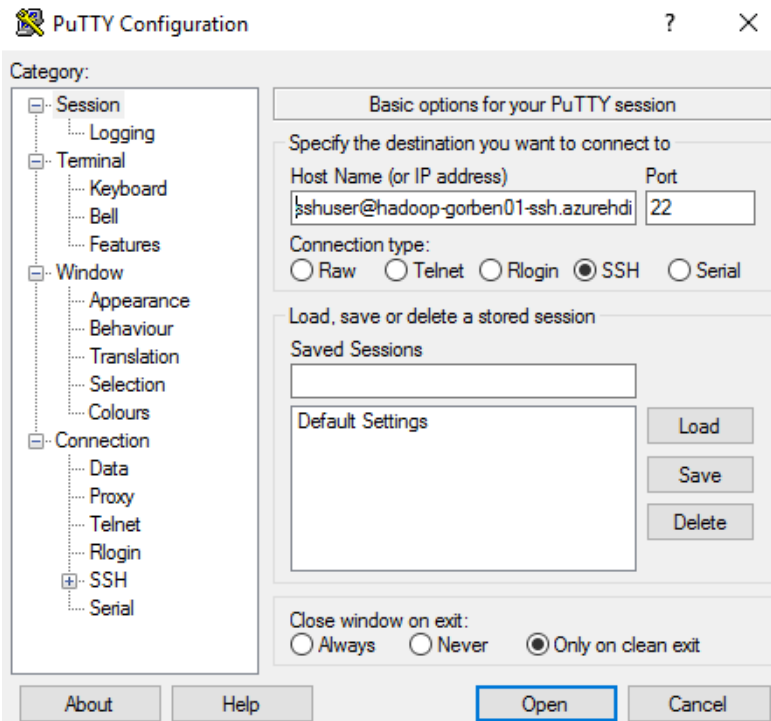 PuTTY Configuration
? ×
Category:
Session
Logging
Terminal
Keyboard
Bell
Features
Window
Appearance
Behaviour
Translation
Selection
Colours
Connection
Data
Proxy
Telnet
Rlogin
SSH
Serial
Basic options for your PuTTY session
Specify the destination you want to connect to
Host Name (or IP address) Port
sshuser@hadoop-gorben01-ssh.azurehdi 22
Connection type:
Raw Telnet Rlogin SSH Serial
Load, save or delete a stored session
Saved Sessions
Default Settings
Load
Save
Delete
Close window on exit:
Always Never Only on clean exit
About Help Open Cancel